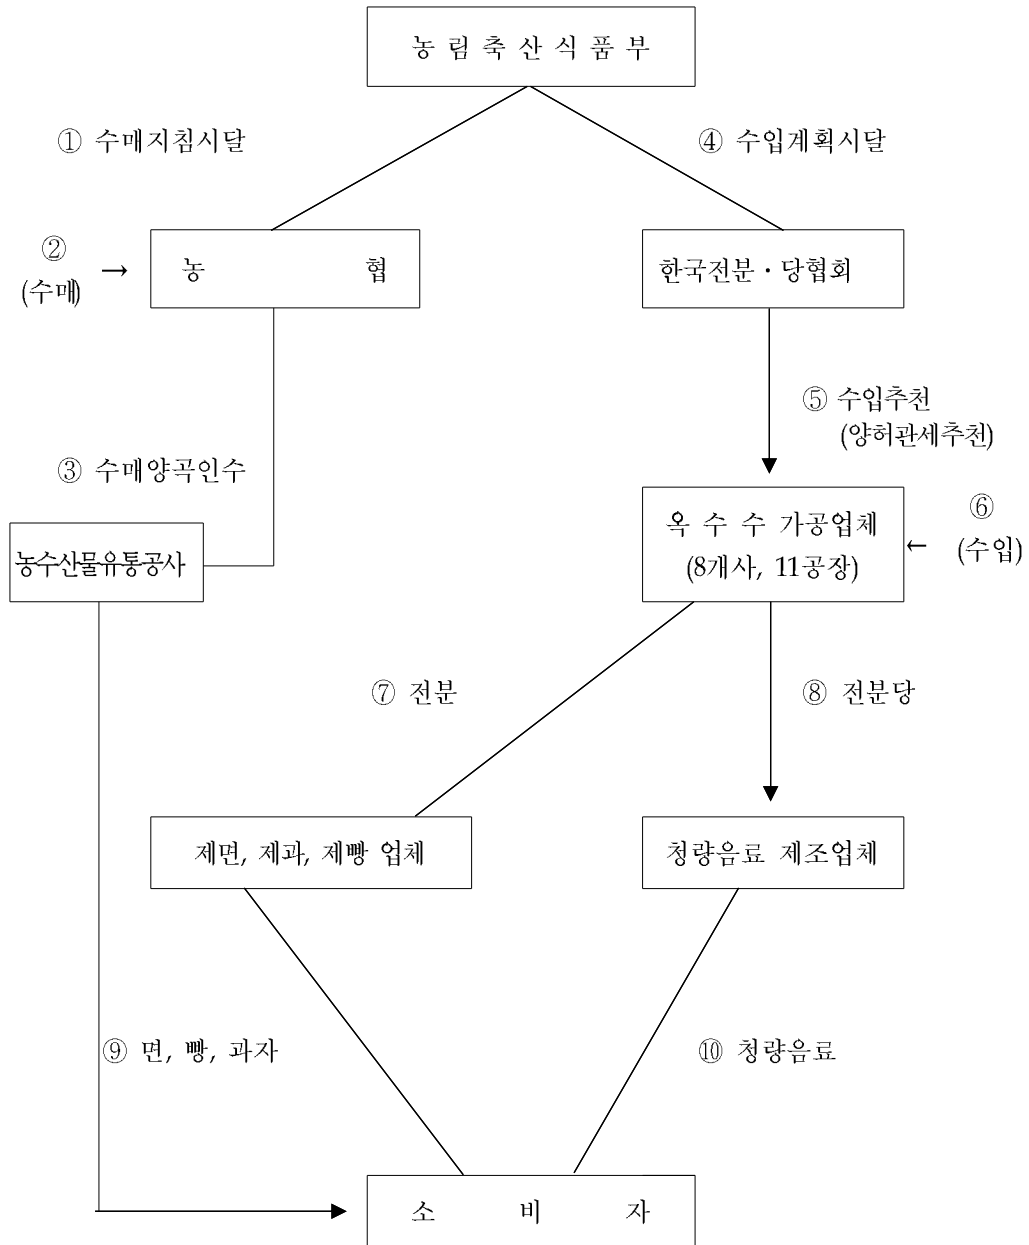 농 림 축 산 식 품 부
① 수매지침시달
④ 수입계획시달
②
(수매)
→
농 협
한국전분·당협회
⑤ 수입추천
(양허관세추천)
③ 수매양곡인수
농수산물유통공사
옥 수 수 가공업체
(8개사, 11공장)
←
⑥
(수입)
⑦ 전분
⑧ 전분당
제면, 제과, 제빵 업체
청량음료 제조업체
⑨ 면, 빵, 과자
⑩ 청량음료
소 비 자